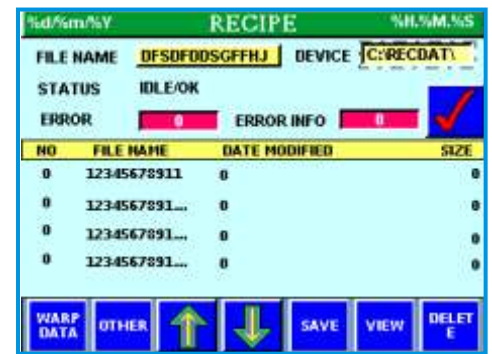 %d/%m/%Y RECIPE %H.%M.%S
FILE NAME DFSDFDDSGFFHJ DEVICE C:\RECDAT\
STATUS IDLE/OK
ERROR 0 ERROR INFO 0
NO FILE NAME DATE MODIFIED SIZE
0 12345678911 0 0
0 1234567891... 0 0
0 1234567891... 0 0
0 1234567891... 0 0
WARP DATA OTHER SAVE VIEW DELET E